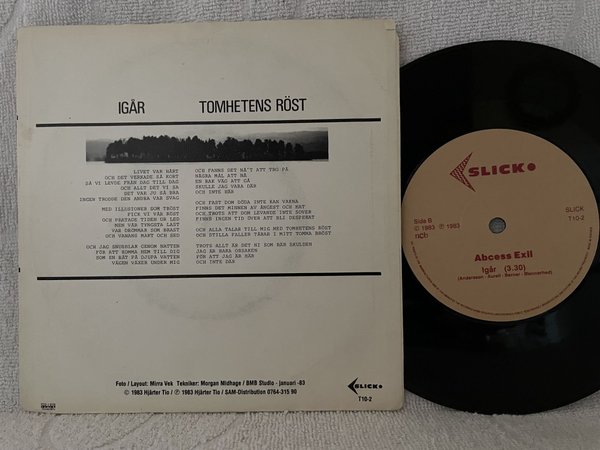 IGÅR
LIVET VAR HÅRT
OCH DET VERKADE SÅ KORT
SÅ VI LEVDE FRÅN DAG TILL DAG
OCH ALLT DET VI SA
DET VAR JU SÅ BRA
INGEN TRODDE DEN ANDRA VAR SVAG
MED ILLUSIONER SOM TRÖST
FICK VI VÅR RÖST
OCH PRATADE TIDEN UR LED
MEN VÅR TYNGSTA LAST
VAR DRÖMMAR SOM BRAST
OCH VANANS MAKT OCH SED
OCH JAG SNUBBLAR GENOM NATTEN
FÖR ATT KOMMA HEM TILL DIG
SOM EN BÅT PÅ DJUPA VATTEN
VÄGEN VÄXER UNDER MIG
TOMHETENS RÖST
OCH FANNS DET NÅ'T ATT TRO PÅ
NÅGRA MÅL ATT NÅ
EN RAK VÄG ATT GÅ
SKULLE JAG VARA DÄR
OCH INTE HÄR
OCH FAST DOM DÖDA INTE KAN VAKNA
FINNS DET MINNEN AV ÅNGEST OCH HAT
OCH TROTS ATT DOM LEVANDE INTE SOVER
FINNS INGEN TID ÖVER ATT BLI DESPERAT
OCH ALLA TALAR TILL MIG MED TOMHETENS RÖST
OCH STILLA FALLER TÅRAR I MITT TOMMA BRÖST
TROTS ALLT ÄR DET NI SOM BÄR SKULDEN
JAG ÄR BARA ORSAKEN
FÖR ATT JAG ÄR HÄR
OCH INTE DÄR
Foto / Layout: Mirra Vek Tekniker: Morgan Midhage / BMB Studio - januari -83
© 1983 Hjärter Tio / ℗ 1983 Hjärter Tio / SAM-Distribution 0764-315 90
SLICK
T10-2
SLICK
Side B
© 1983 ℗ 1983
ncb
SLICK
T10-2
Abcess Exil
Igår (3.30)